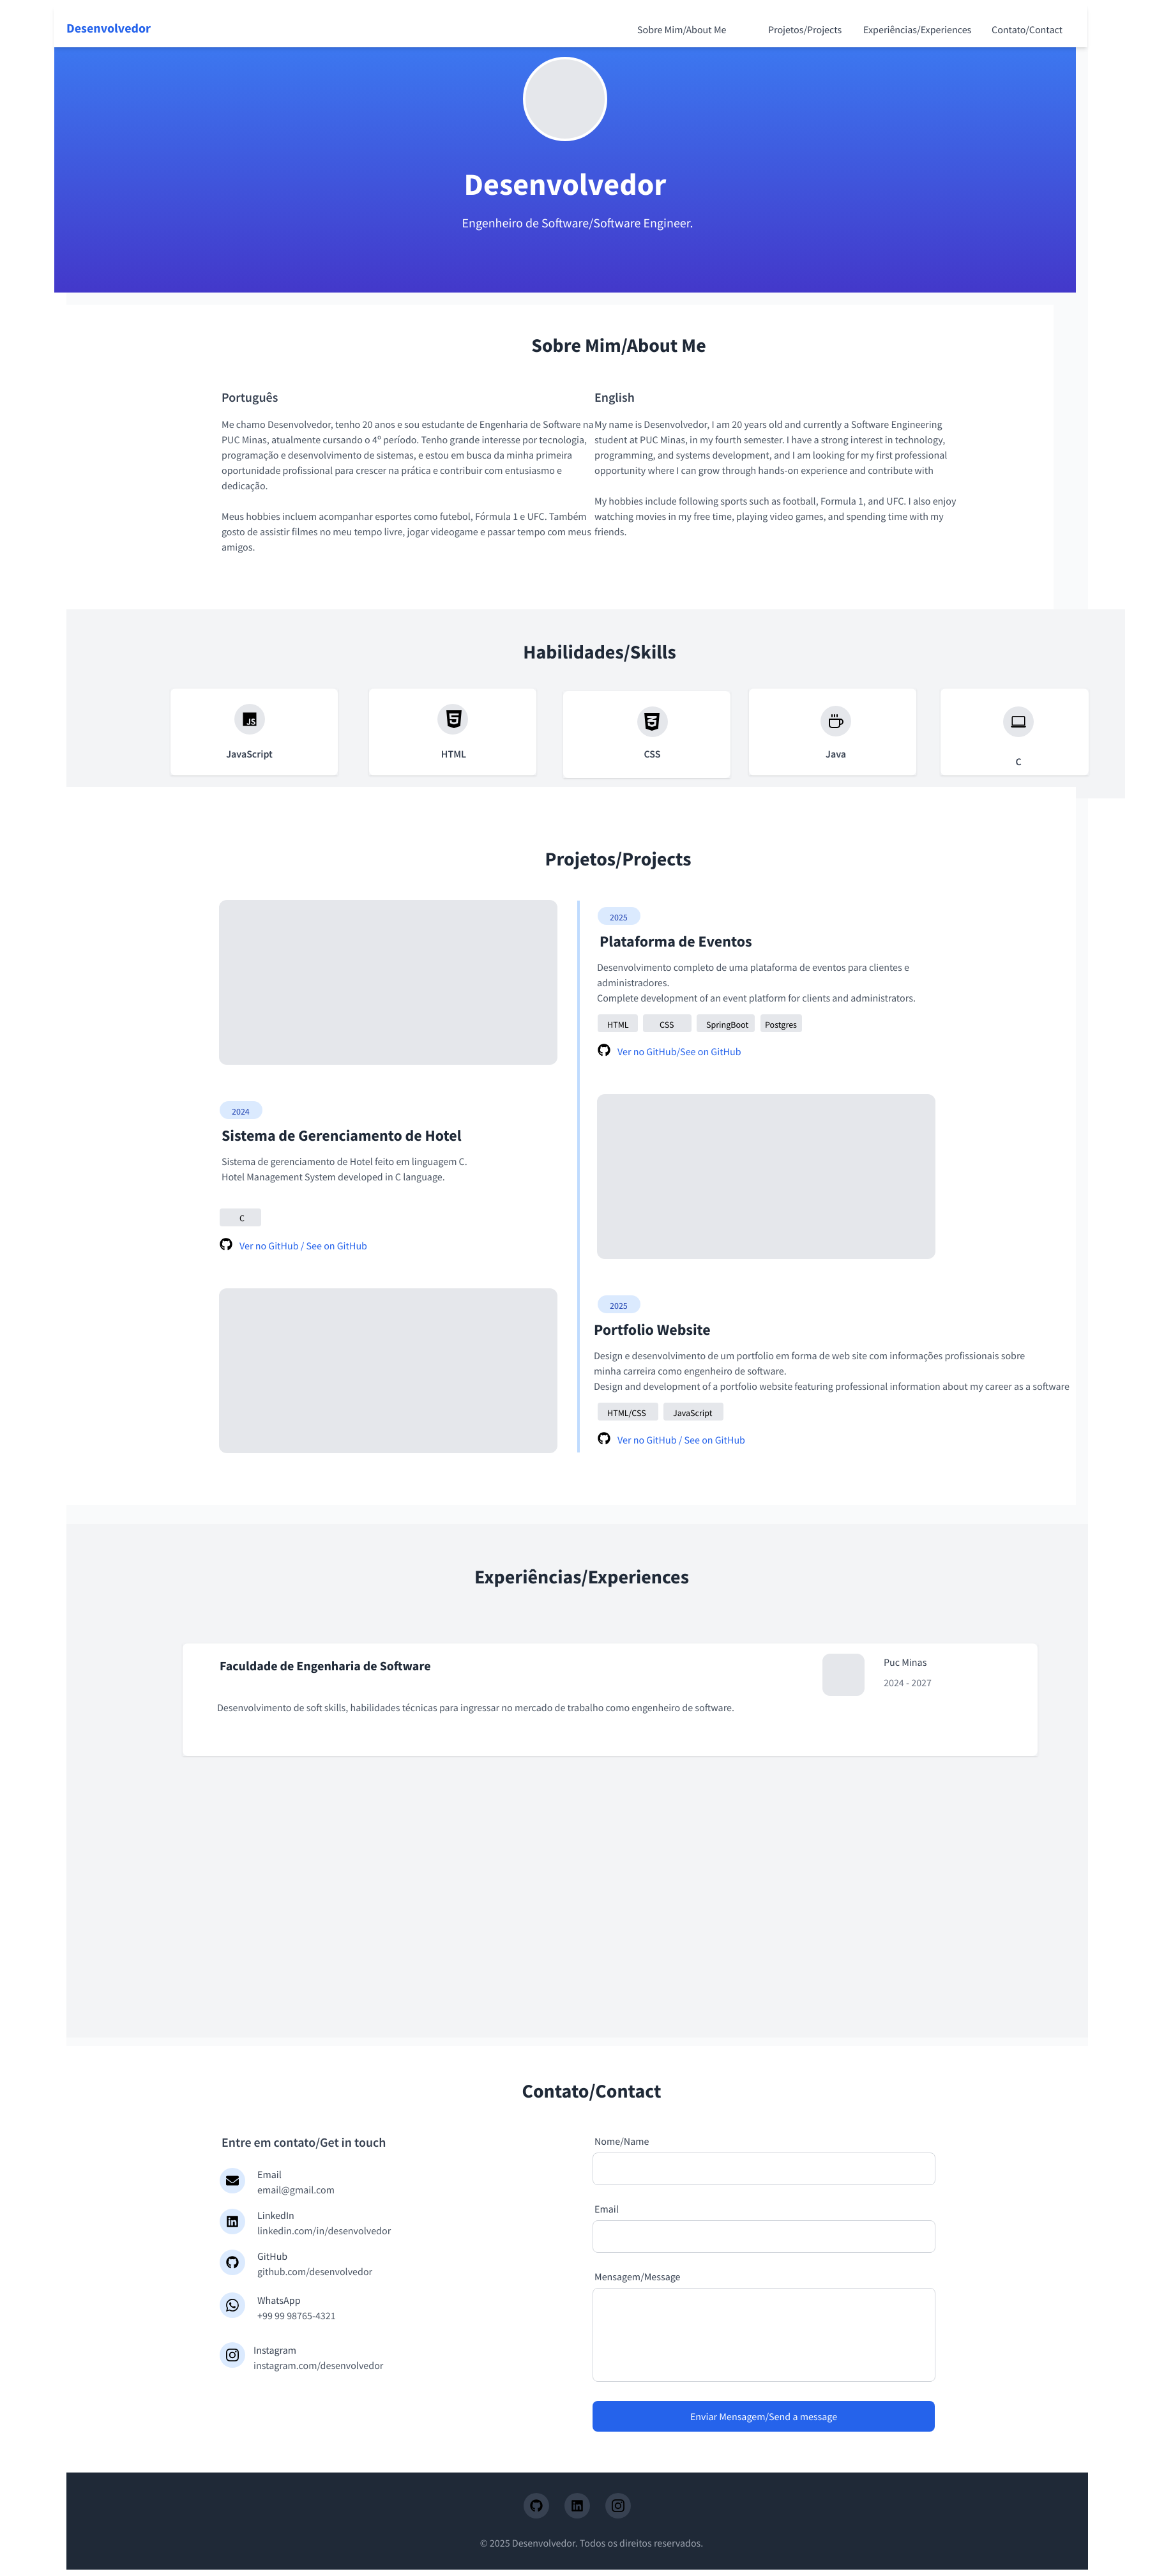 Desenvolvedor
Sobre Mim/About Me
Projetos/Projects
Experiências/Experiences
Contato/Contact
Desenvolvedor
Engenheiro de Software/Software Engineer.
Sobre Mim/About Me
Português
Me chamo Desenvolvedor, tenho 20 anos e sou estudante de Engenharia de Software na
PUC Minas, atualmente cursando o 4º período. Tenho grande interesse por tecnologia,
programação e desenvolvimento de sistemas, e estou em busca da minha primeira
oportunidade profissional para crescer na prática e contribuir com entusiasmo e
dedicação.
Meus hobbies incluem acompanhar esportes como futebol, Fórmula 1 e UFC. Também
gosto de assistir filmes no meu tempo livre, jogar videogame e passar tempo com meus
amigos.
English
My name is Desenvolvedor, I am 20 years old and currently a Software Engineering
student at PUC Minas, in my fourth semester. I have a strong interest in technology,
programming, and systems development, and I am looking for my first professional
opportunity where I can grow through hands-on experience and contribute with
My hobbies include following sports such as football, Formula 1, and UFC. I also enjoy
watching movies in my free time, playing video games, and spending time with my
friends.
Habilidades/Skills
JS
JavaScript
HTML
CSS
Java
C
Projetos/Projects
2025
Plataforma de Eventos
Desenvolvimento completo de uma plataforma de eventos para clientes e
administradores.
Complete development of an event platform for clients and administrators.
HTML
CSS
SpringBoot
Postgres
Ver no GitHub/See on GitHub
2024
Sistema de Gerenciamento de Hotel
Sistema de gerenciamento de Hotel feito em linguagem C.
Hotel Management System developed in C language.
C
Ver no GitHub / See on GitHub
2025
Portfolio Website
Design e desenvolvimento de um portfolio em forma de web site com informações profissionais sobre
minha carreira como engenheiro de software.
Design and development of a portfolio website featuring professional information about my career as a software
HTML/CSS
JavaScript
Ver no GitHub / See on GitHub
Experiências/Experiences
Faculdade de Engenharia de Software
Puc Minas
2024 - 2027
Desenvolvimento de soft skills, habilidades técnicas para ingressar no mercado de trabalho como engenheiro de software.
Contato/Contact
Entre em contato/Get in touch
Email
email@gmail.com
LinkedIn
linkedin.com/in/desenvolvedor
GitHub
github.com/desenvolvedor
WhatsApp
+99 99 98765-4321
Instagram
instagram.com/desenvolvedor
Nome/Name
Email
Mensagem/Message
Enviar Mensagem/Send a message
© 2025 Desenvolvedor. Todos os direitos reservados.